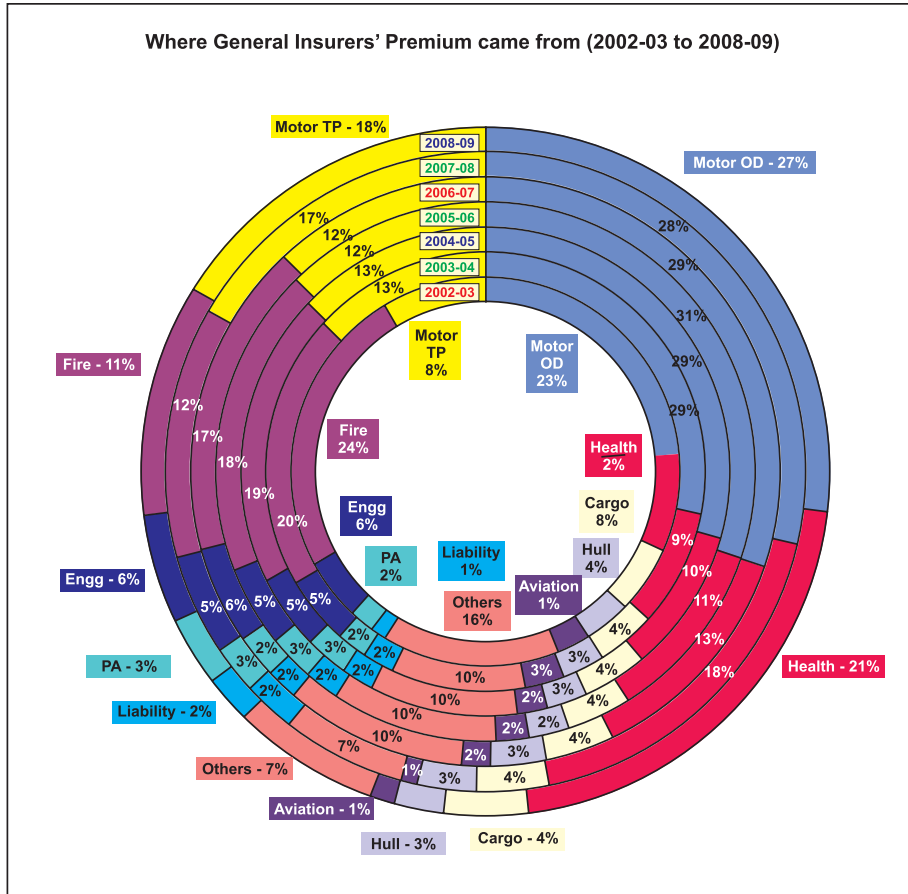 Where General Insurers' Premium came from (2002-03 to 2008-09)
Motor TP - 18%
2008-09
2007-08
2006-07
2005-06
2004-05
2003-04
2002-03
Motor OD - 27%
17%
12%
12%
13%
13%
28%
29%
31%
29%
29%
Motor
TP
8%
Motor
OD
23%
Fire - 11%
12%
17%
18%
19%
20%
Fire
24%
Health
2%
Cargo
8%
Hull
4%
Aviation
1%
Others
16%
Liability
1%
PA
2%
Engg
6%
9%
10%
11%
13%
18%
Health - 21%
Engg - 6%
5%
6%
5%
5%
5%
PA - 3%
3%
2%
3%
3%
2%
Liability - 2%
2%
2%
2%
2%
2%
Others - 7%
7%
10%
10%
10%
10%
Aviation - 1%
1%
2%
2%
2%
3%
Hull - 3%
3%
3%
2%
3%
3%
Cargo - 4%
4%
4%
4%
4%
4%